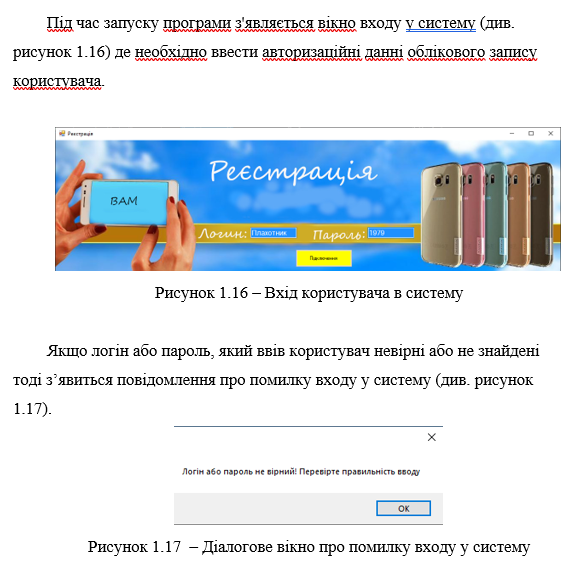 Під час запуску програми з'являється вікно входу у систему (див.
рисунок 1.16) де необхідно ввести авторизаційні данні облікового запису
користувача.
Реєстрація
Реєстрація
BAM
Логин: Плахотник Пароль: 1979
Підключення
Рисунок 1.16 – Вхід користувача в систему
Якщо логін або пароль, який ввів користувач невірні або не знайдені
тоді з’явиться повідомлення про помилку входу у систему (див. рисунок
1.17).
Логін або пароль не вірний! Перевірте правильність вводу
OK
Рисунок 1.17 – Діалогове вікно про помилку входу у систему